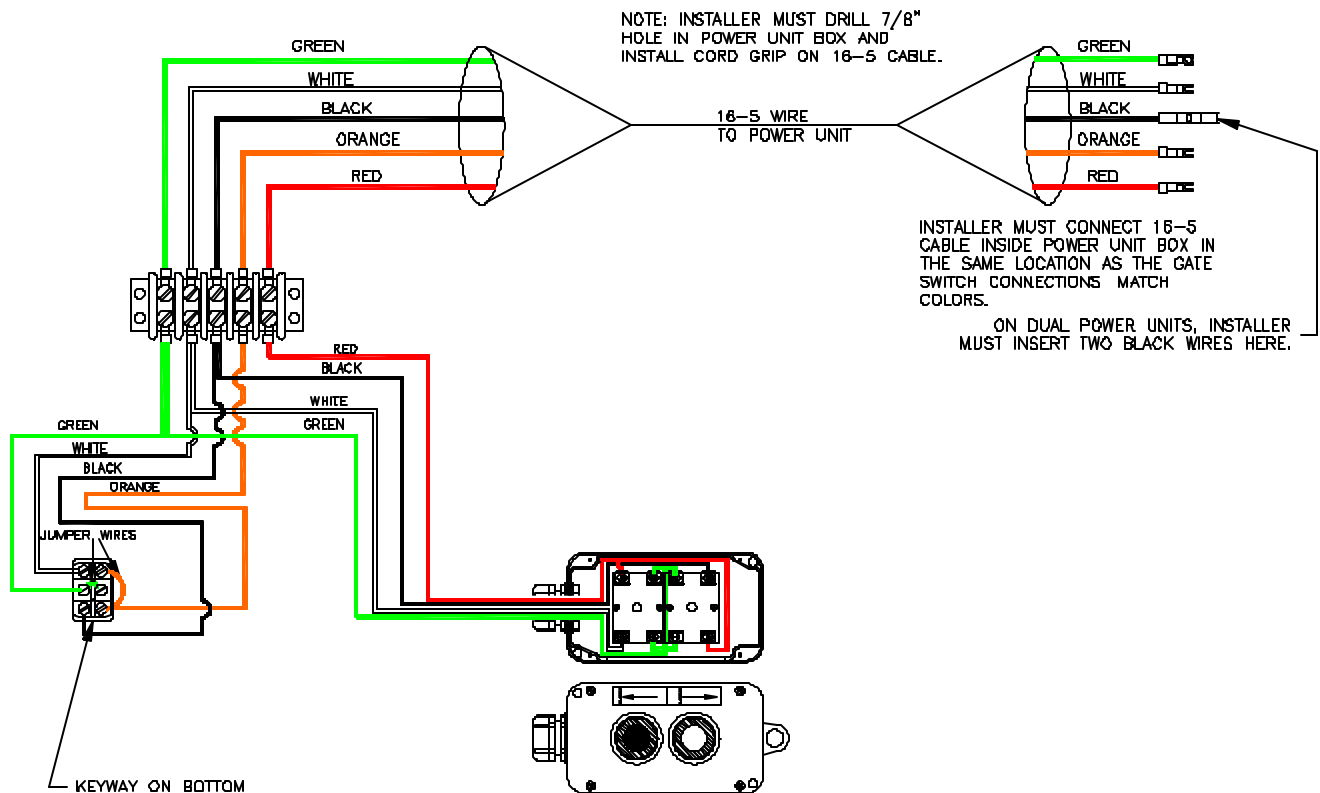 NOTE: INSTALLER MUST DRILL 7/8"
HOLE IN POWER UNIT BOX AND
INSTALL CORD GRIP ON 16-5 CABLE.
GREEN
WHITE
BLACK
ORANGE
RED
16-5 WIRE
TO POWER UNIT
GREEN
WHITE
BLACK
ORANGE
RED
INSTALLER MUST CONNECT 16-5
CABLE INSIDE POWER UNIT BOX IN
THE SAME LOCATION AS THE GATE
SWITCH CONNECTIONS MATCH
COLORS.
ON DUAL POWER UNITS, INSTALLER
MUST INSERT TWO BLACK WIRES HERE.
RED
BLACK
WHITE
GREEN
GREEN
WHITE
BLACK
ORANGE
JUMPER WIRES
KEYWAY ON BOTTOM